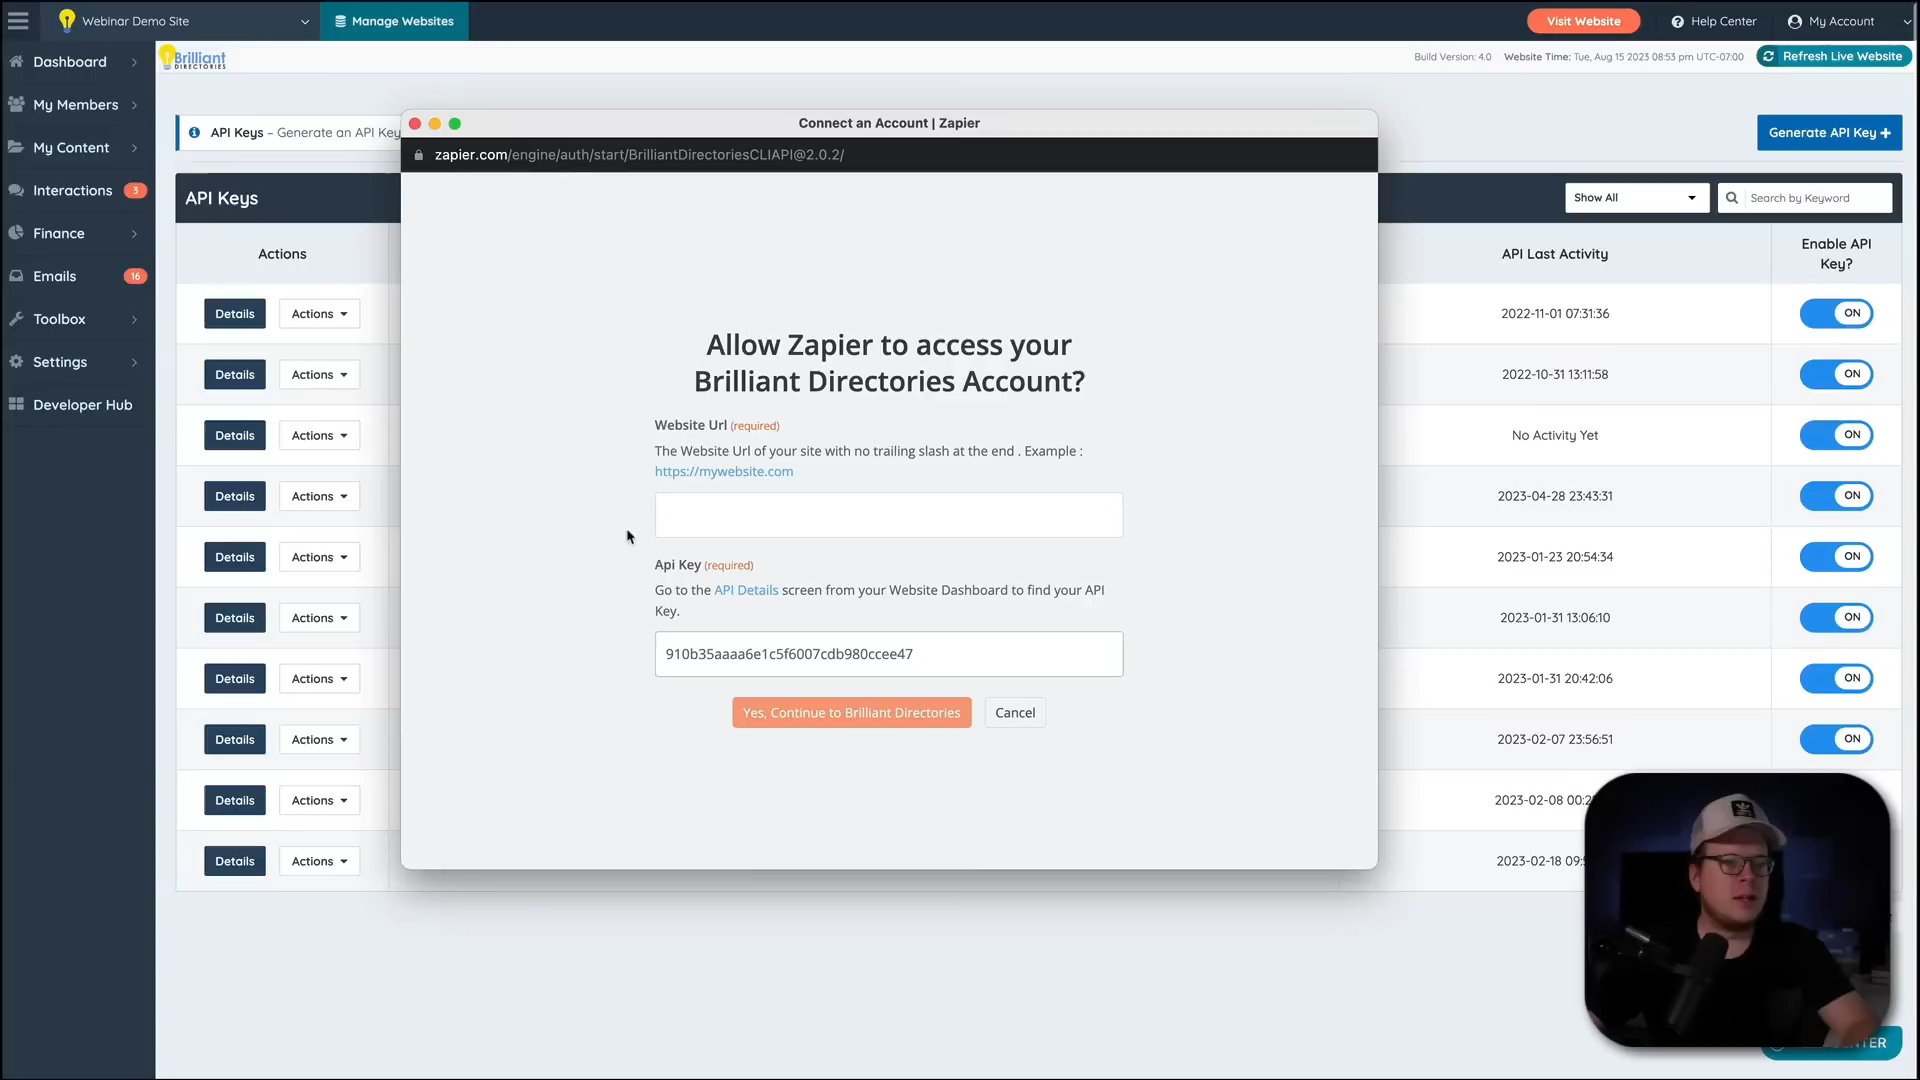 Webinar Demo Site
Manage Websites
Visit Website
Help Center
My Account
Dashboard
My Members
My Content
Interactions
3
Finance
Emails
16
Toolbox
Settings
Developer Hub
Brilliant
DIRECTORIES
Build Version: 4.0
Website Time: Tue, Aug 15 2023 08:53 pm UTC-07:00
Refresh Live Website
API Keys – Generate an API Key
Generate API Key
API Keys
Show All
Search by Keyword
Actions
API Last Activity
Enable API
Key?
Details Actions 2022-11-01 07:31:36 ON
Details Actions 2022-10-31 13:11:58 ON
Details Actions No Activity Yet ON
Details Actions 2023-04-28 23:43:31 ON
Details Actions 2023-01-23 20:54:34 ON
Details Actions 2023-01-31 13:06:10 ON
Details Actions 2023-01-31 20:42:06 ON
Details Actions 2023-02-07 23:56:51 ON
Details Actions 2023-02-08 00:2
Details Actions 2023-02-18 09:
Connect an Account | Zapier
zapier.com/engine/auth/start/BrilliantDirectoriesCLIAPI@2.0.2/
Allow Zapier to access your
Brilliant Directories Account?
Website Url (required)
The Website Url of your site with no trailing slash at the end . Example :
https://mywebsite.com
Api Key (required)
Go to the API Details screen from your Website Dashboard to find your API
Key.
910b35aaaa6e1c5f6007cdb980ccee47
Yes, Continue to Brilliant Directories
Cancel